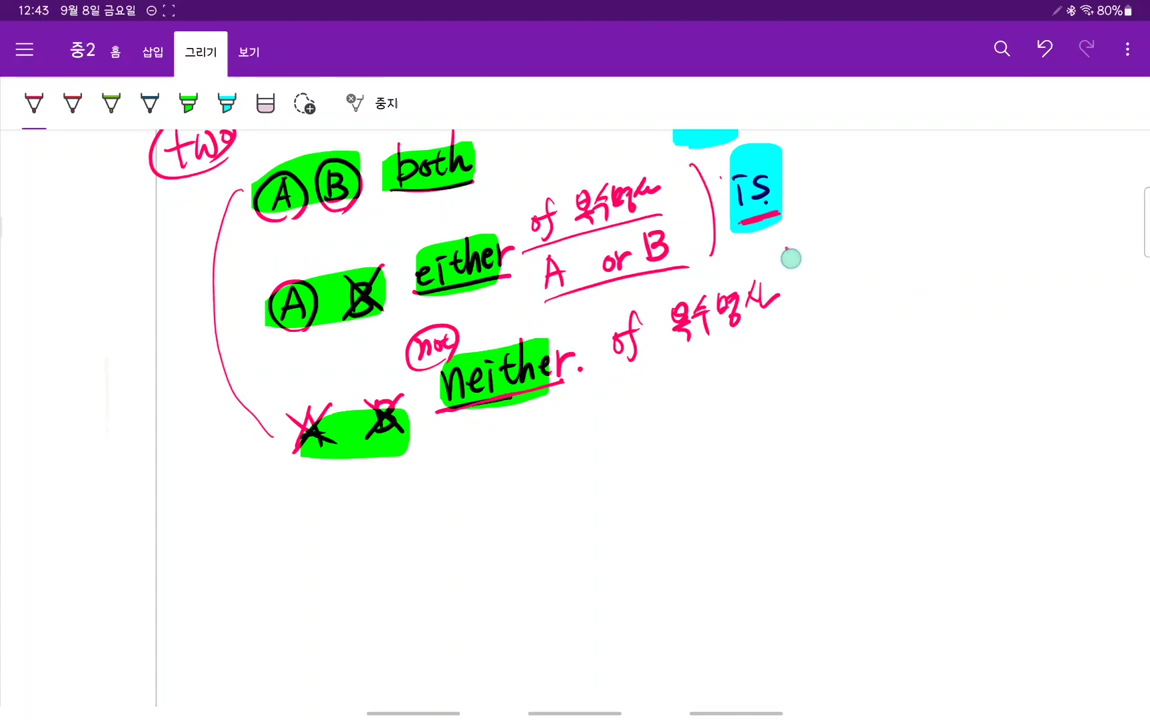 12:43 9월 8일 금요일 80%
중2 홈 삽입 그리기 보기
중지
two
A B both
of 복수명사
is.
A B either A or B
not
neither. of 복수명사
A B